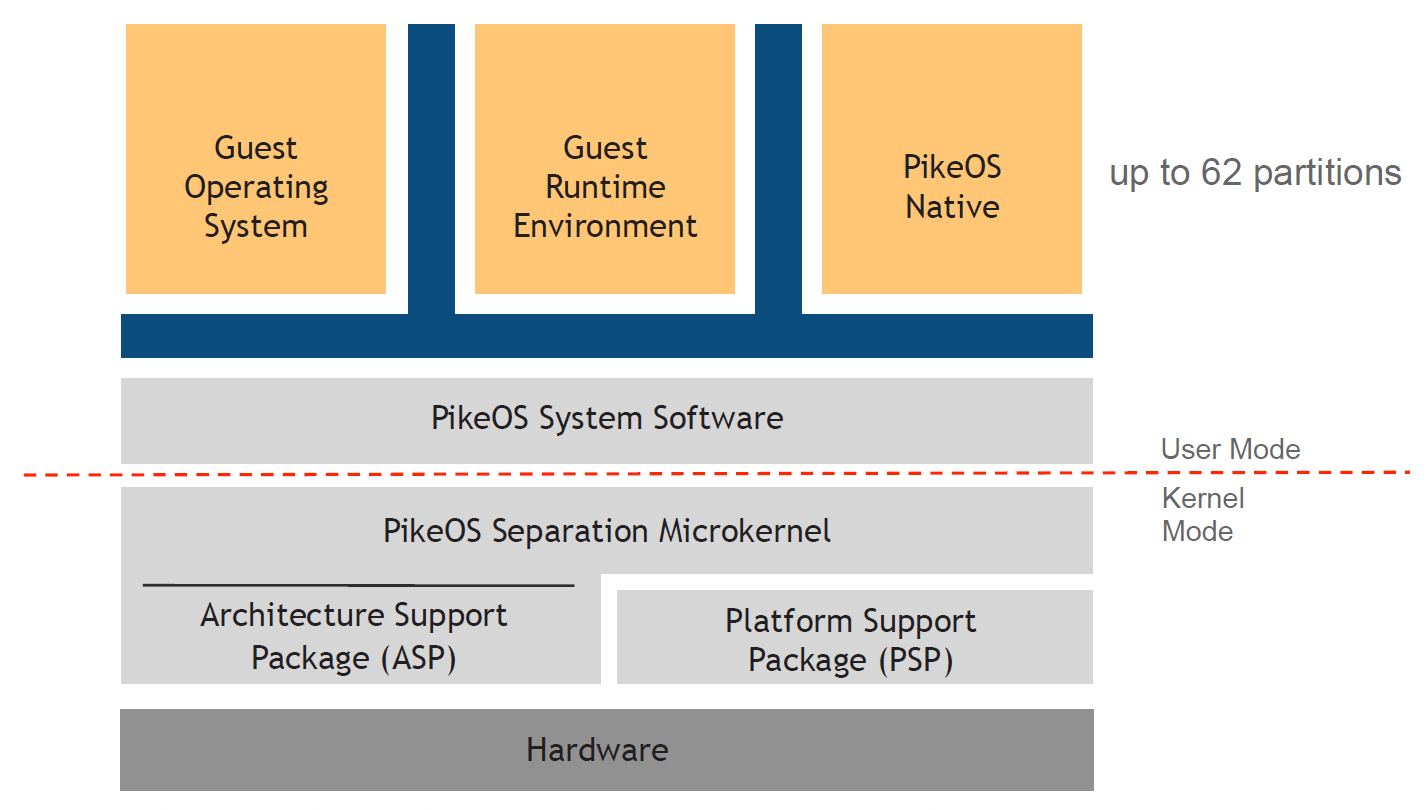 Guest
Operating
System
Guest
Runtime
Environment
PikeOS
Native
up to 62 partitions
PikeOS System Software
User Mode
Kernel
Mode
PikeOS Separation Microkernel
Architecture Support
Package (ASP)
Platform Support
Package (PSP)
Hardware